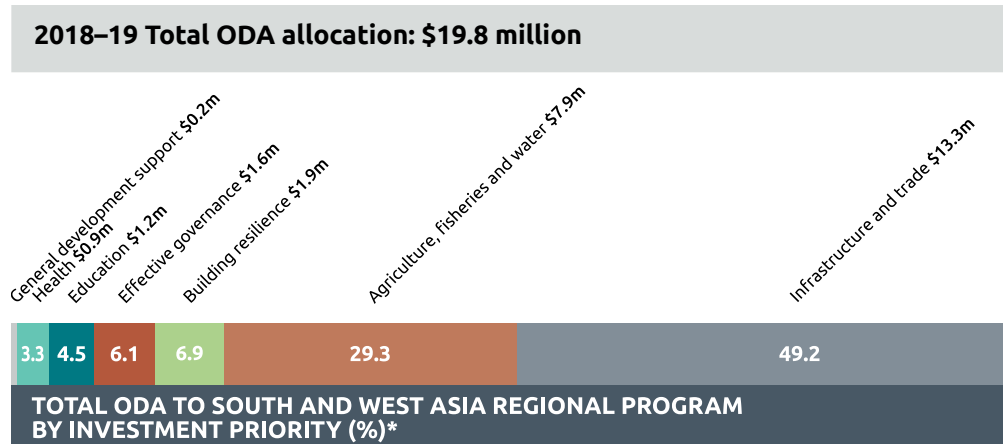 2018–19 Total ODA allocation: $19.8 million
General development support $0.2m
Health $0.9m
Education $1.2m
Effective governance $1.6m
Building resilience $1.9m
Agriculture, fisheries and water $7.9m
Infrastructure and trade $13.3m
3.3 4.5 6.1 6.9 29.3 49.2
TOTAL ODA TO SOUTH AND WEST ASIA REGIONAL PROGRAM
BY INVESTMENT PRIORITY (%)*